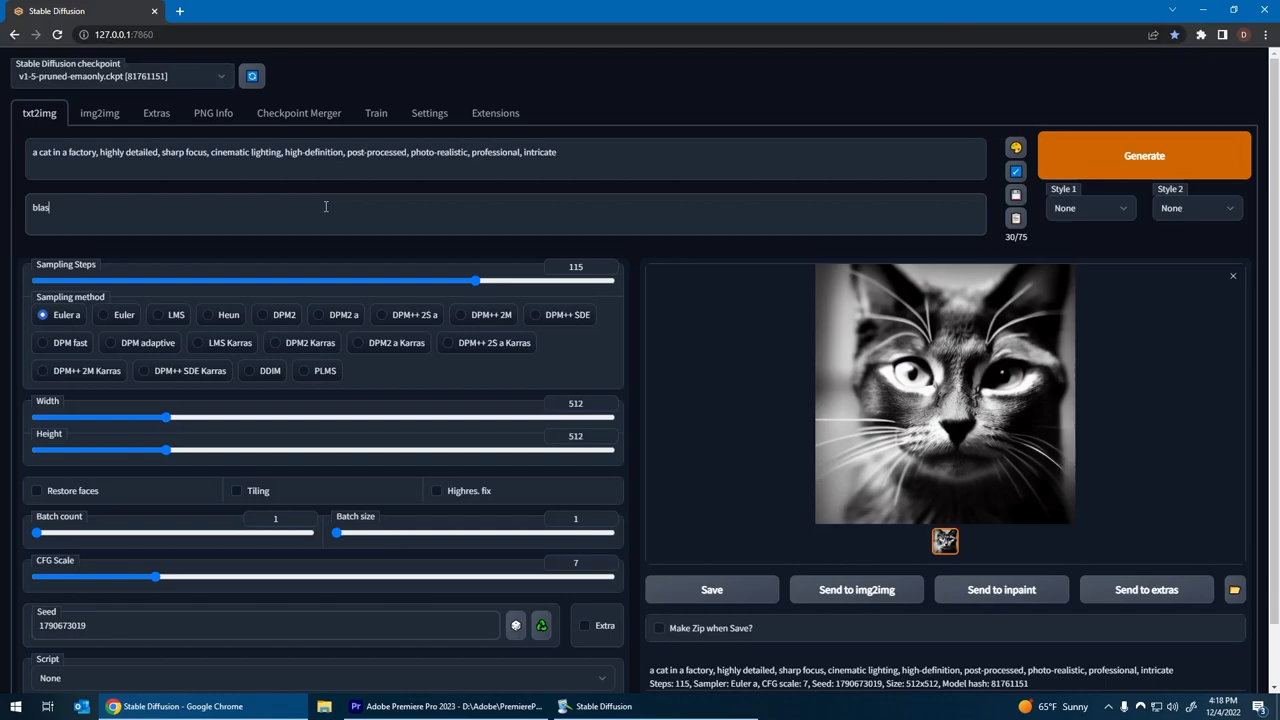 Stable Diffusion
127.0.0.1:7860
D
Stable Diffusion checkpoint
v1-5-pruned-emaonly.ckpt [81761151]
txt2img img2img Extras PNG Info Checkpoint Merger Train Settings Extensions
a cat in a factory, highly detailed, sharp focus, cinematic lighting, high-definition, post-processed, photo-realistic, professional, intricate
Generate
Style 1 Style 2
blas
None None
30/75
Sampling Steps 115
Sampling method
Euler a Euler LMS Heun DPM2 DPM2 a DPM++ 2S a DPM++ 2M DPM++ SDE
DPM fast DPM adaptive LMS Karras DPM2 Karras DPM2 a Karras DPM++ 2S a Karras
DPM++ 2M Karras DPM++ SDE Karras DDIM PLMS
Width 512
Height 512
Restore faces Tiling Highres. fix
Batch count 1 Batch size 1
CFG Scale 7
Seed
1790673019
Extra
Script
None
Save Send to img2img Send to inpaint Send to extras
Make Zip when Save?
a cat in a factory, highly detailed, sharp focus, cinematic lighting, high-definition, post-processed, photo-realistic, professional, intricate
Steps: 115, Sampler: Euler a, CFG scale: 7, Seed: 1790673019, Size: 512x512, Model hash: 81761151
Stable Diffusion - Google Chrome
Pr Adobe Premiere Pro 2023 - D:\Adobe\PremiereP...
Stable Diffusion
65°F Sunny
4:18 PM
12/4/2022
3